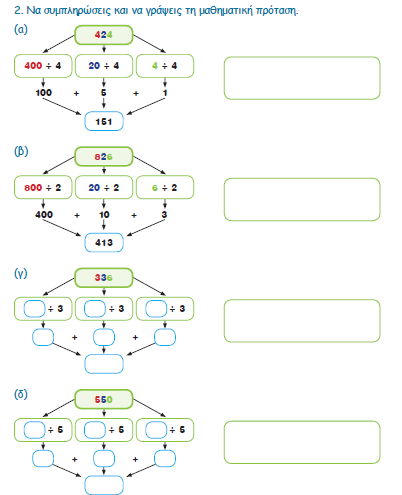 2. Να συμπληρώσεις και να γράψεις τη μαθηματική πρόταση.
(α)
424
400 ÷ 4 20 ÷ 4 4 ÷ 4
100 + 5 + 1
151
(β)
826
800 ÷ 2 20 ÷ 2 6 ÷ 2
400 + 10 + 3
413
(γ)
336
÷ 3 ÷ 3 ÷ 3
+ +
(δ)
550
÷ 5 ÷ 5 ÷ 5
+ +